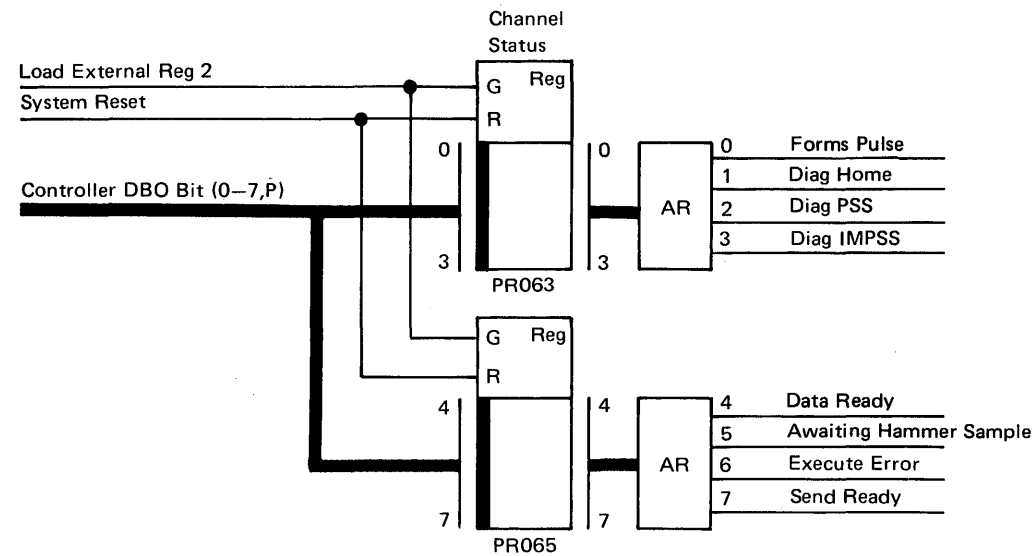 Channel
Status
Load External Reg 2
G
Reg
System Reset
R
0
0
0
Forms Pulse
1
Diag Home
Controller DBO Bit (0–7,P)
AR
2
Diag PSS
3
Diag IMPSS
3
3
PR063
G
Reg
R
4
4
4
Data Ready
5
Awaiting Hammer Sample
AR
6
Execute Error
7
Send Ready
7
7
PR065